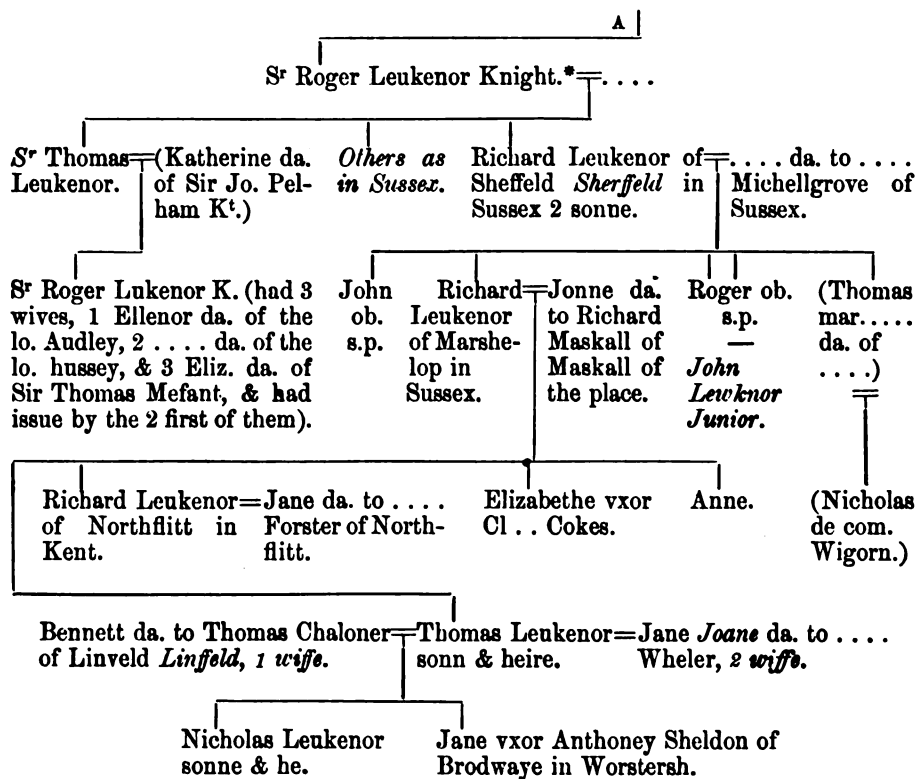 A
Sʳ Roger Leukenor Knight.* . . . .
Sʳ Thomas
Leukenor.
(Katherine da.
of Sir Jo. Pel-
ham Kᵗ.)
Others as
in Sussex.
Richard Leukenor of
Sheffeld Sherffeld in
Sussex 2 sonne.
. . . . da. to . . . .
Michellgrove of
Sussex.
Sʳ Roger Lukenor K. (had 3
wives, 1 Ellenor da. of the
lo. Audley, 2 . . . . da. of the
lo. hussey, & 3 Eliz. da. of
Sir Thomas Mefant, & had
issue by the 2 first of them).
John
ob.
s.p.
Richard
Leukenor
of Marshe-
lop in
Sussex.
Jonne da.
to Richard
Maskall of
Maskall of
the place.
Roger ob.
s.p.
—
John
Lewknor
Junior.
(Thomas
mar.....
da. of
. . . .)
Richard Leukenor
of Northflitt in
Kent.
Jane da. to . . . .
Forster of North-
flitt.
Elizabethe vxor
Cl . . Cokes.
Anne.
(Nicholas
de com.
Wigorn.)
Bennett da. to Thomas Chaloner
of Linveld Linffeld, 1 wiffe.
Thomas Leukenor
sonn & heire.
Jane Joane da. to . . . .
Wheler, 2 wiffe.
Nicholas Leukenor
sonne & he.
Jane vxor Anthoney Sheldon of
Brodwaye in Worstersh.